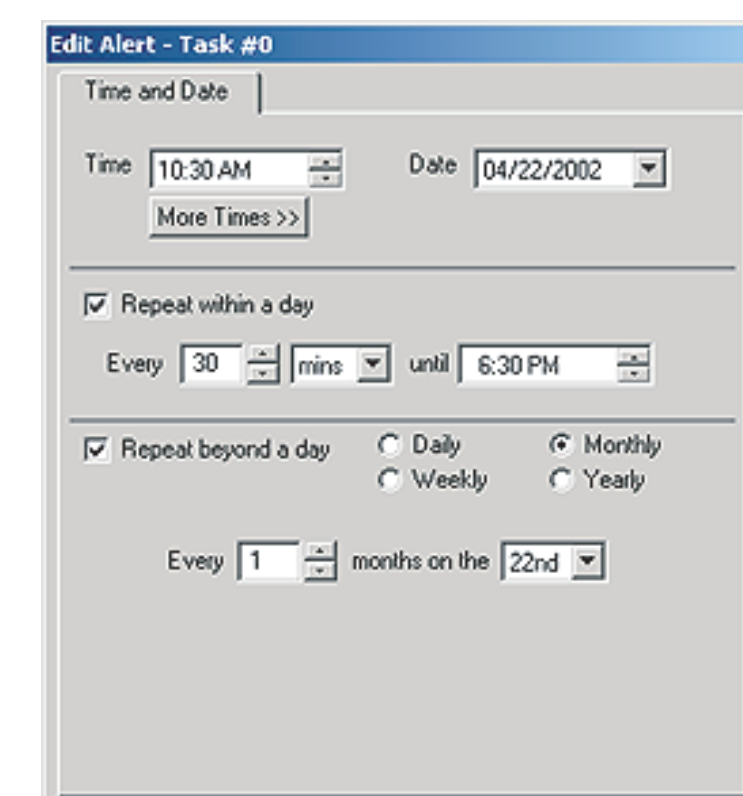 Edit Alert - Task #0
Time and Date
Time 10:30 AM Date 04/22/2002
More Times >>
Repeat within a day
Every 30 mins until 6:30 PM
Repeat beyond a day Daily Monthly
Weekly Yearly
Every 1 months on the 22nd